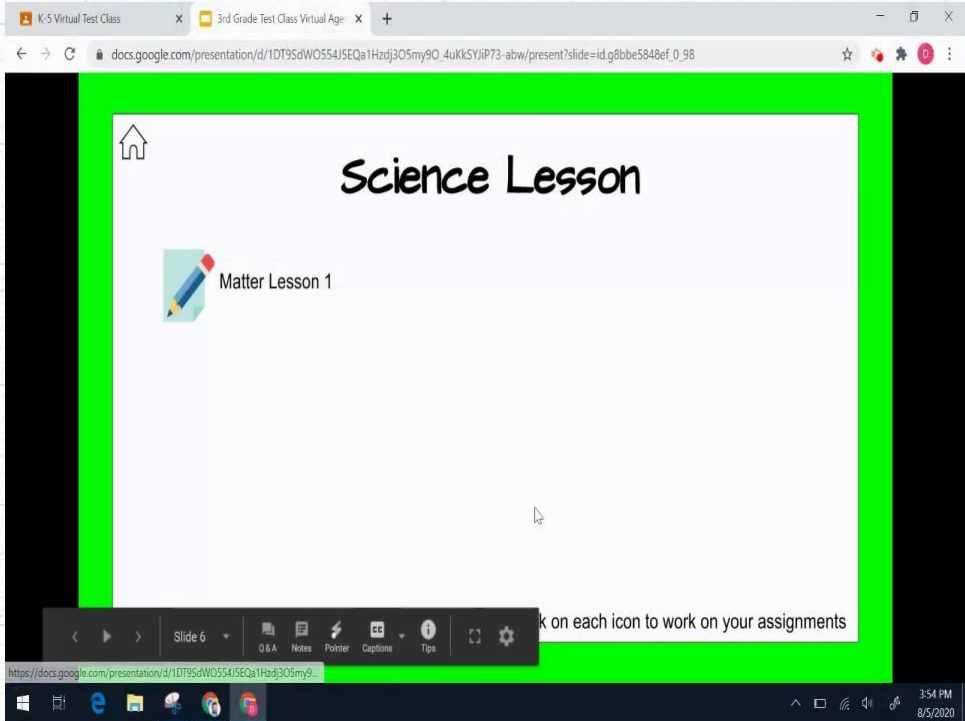 K-5 Virtual Test Class
3rd Grade Test Class Virtual Age
docs.google.com/presentation/d/1DT9SdWO554J5EQa1Hzdj3O5my9O_4uKkSYJiP73-abw/present?slide=id.g8bbe5848ef_0_98
D
Science Lesson
Matter Lesson 1
k on each icon to work on your assignments
Slide 6
Q & A
Notes
Pointer
CC
Captions
Tips
https://docs.google.com/presentation/d/1DT9SdWO554J5EQa1Hzdj3O5my9...
3:54 PM
8/5/2020